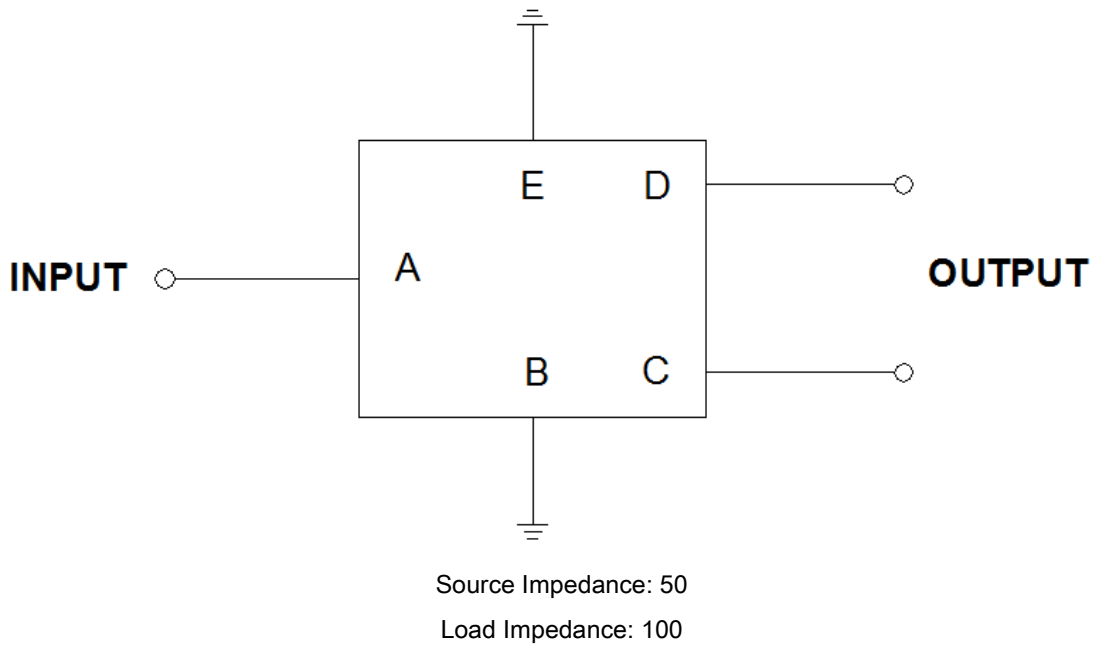 E D
INPUT A OUTPUT
B C
Source Impedance: 50
Load Impedance: 100